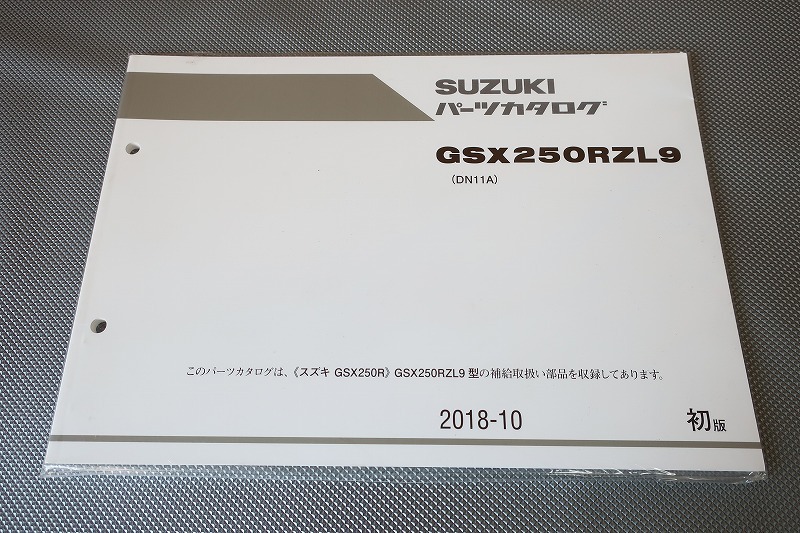 SUZUKI
パーツカタログ
GSX250RZL9
(DN11A)
このパーツカタログは、《スズキ GSX250R》 GSX250RZL9 型の補給取扱い部品を収録してあります。
2018-10 初版